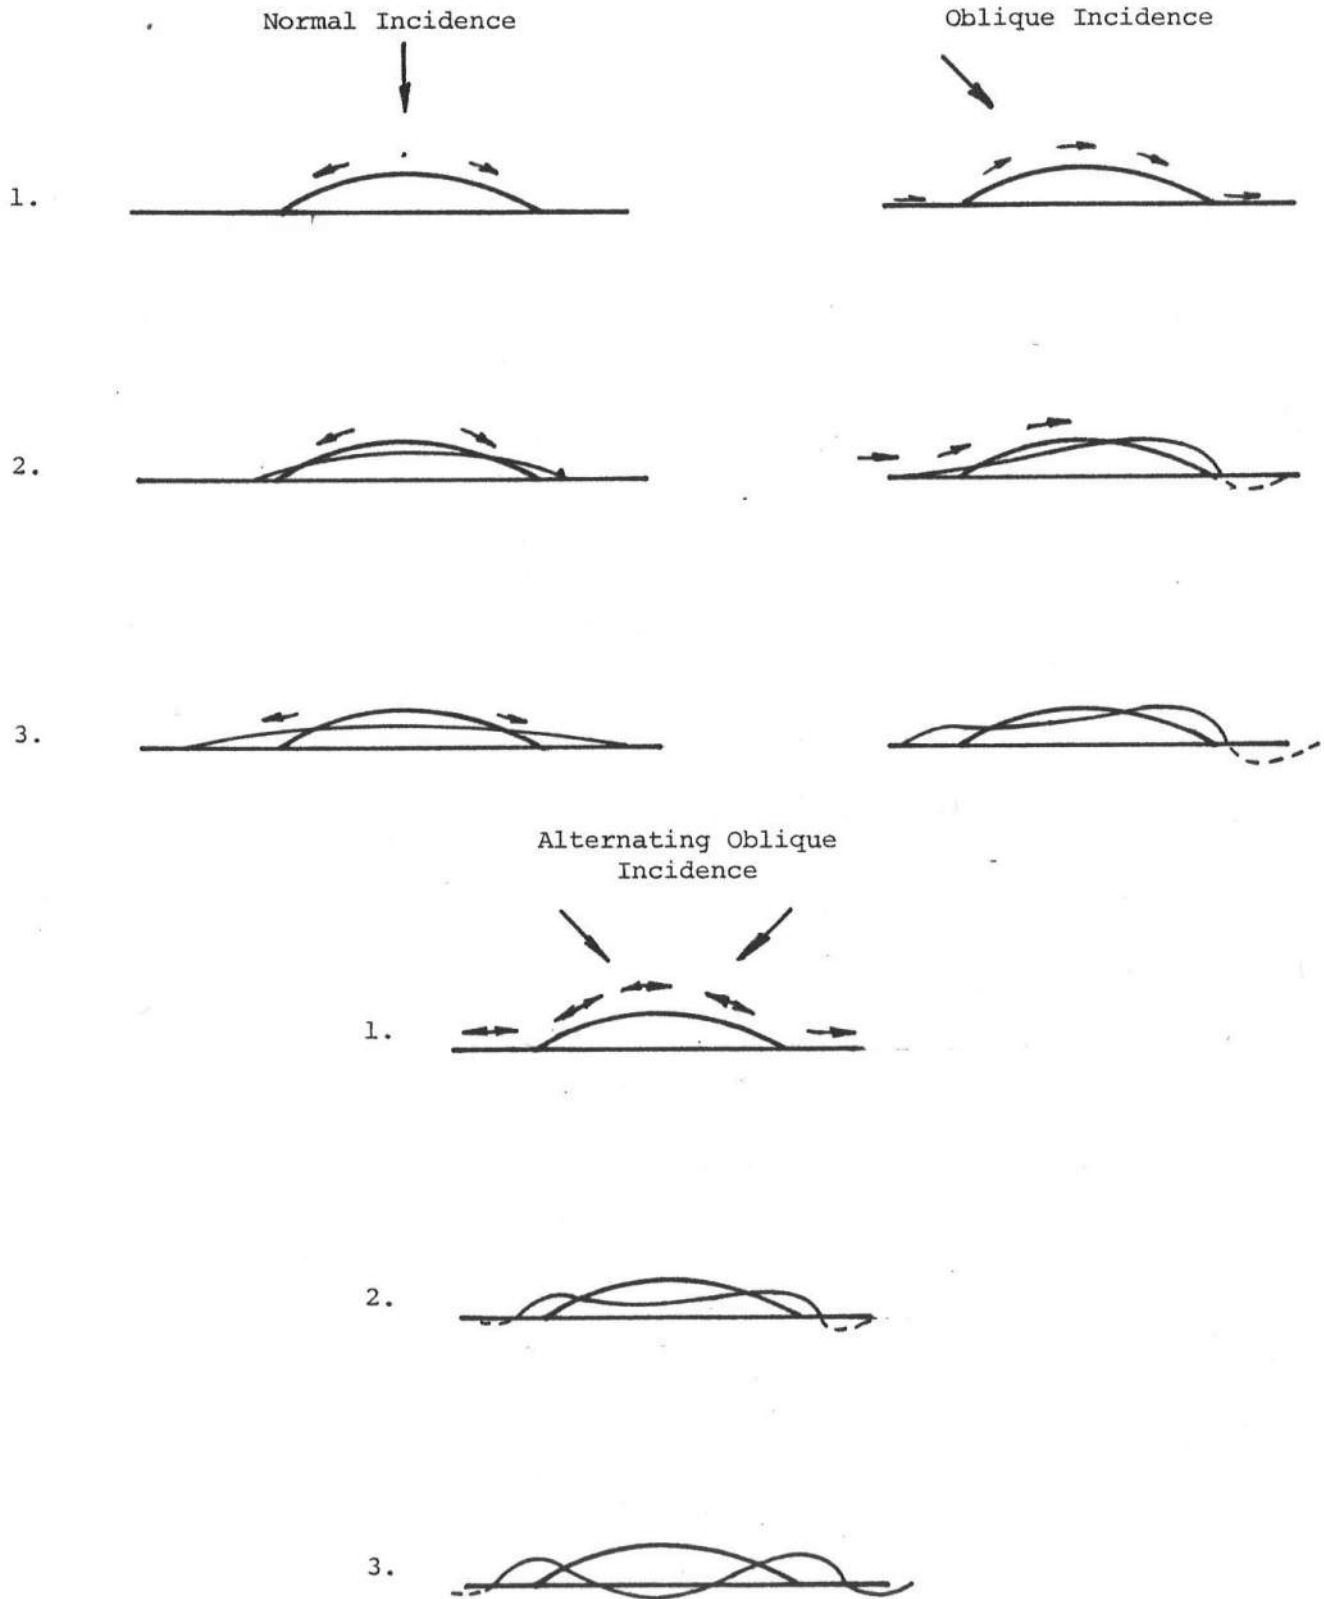 Normal Incidence
Oblique Incidence
1.
2.
3.
Alternating Oblique
Incidence
1.
2.
3.